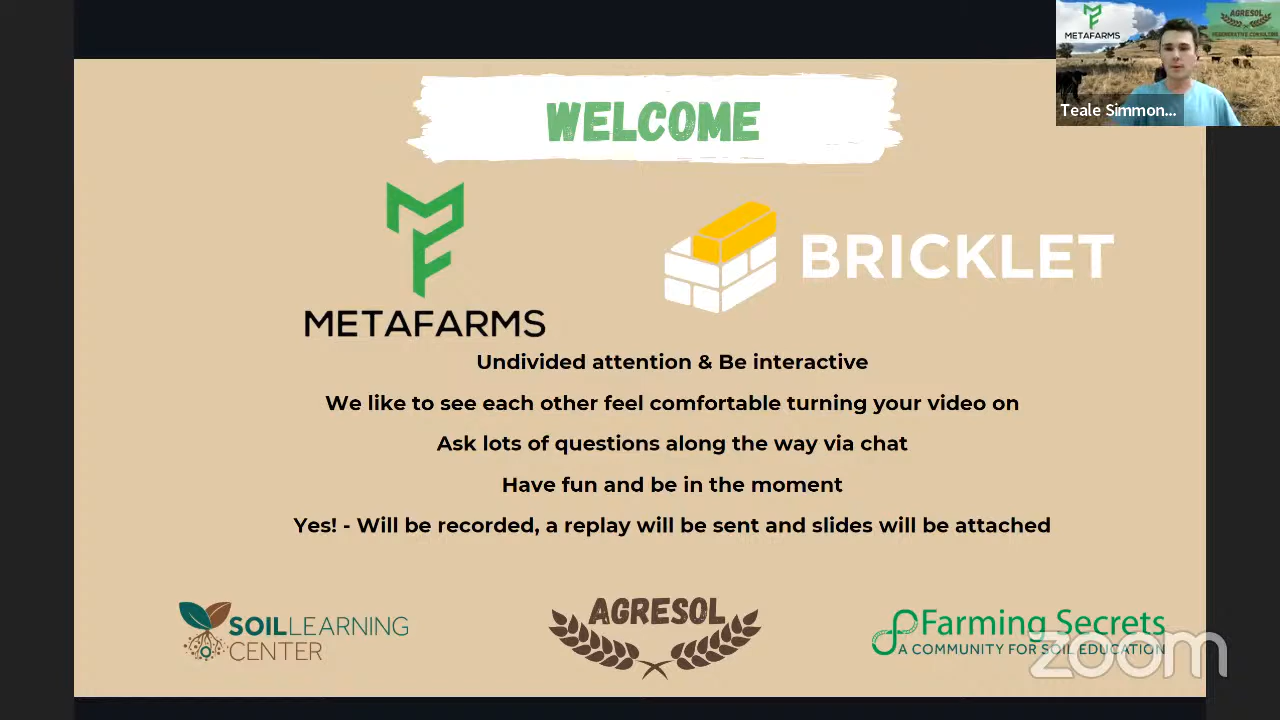 WELCOME
METAFARMS
AGRESOL
REGENERATIVE CONSULTING
Teale Simmon...
BRICKLET
METAFARMS
Undivided attention & Be interactive
We like to see each other feel comfortable turning your video on
Ask lots of questions along the way via chat
Have fun and be in the moment
Yes! - Will be recorded, a replay will be sent and slides will be attached
SOILLEARNING
CENTER
AGRESOL
Farming Secrets
A COMMUNITY FOR SOIL EDUCATION
zoom